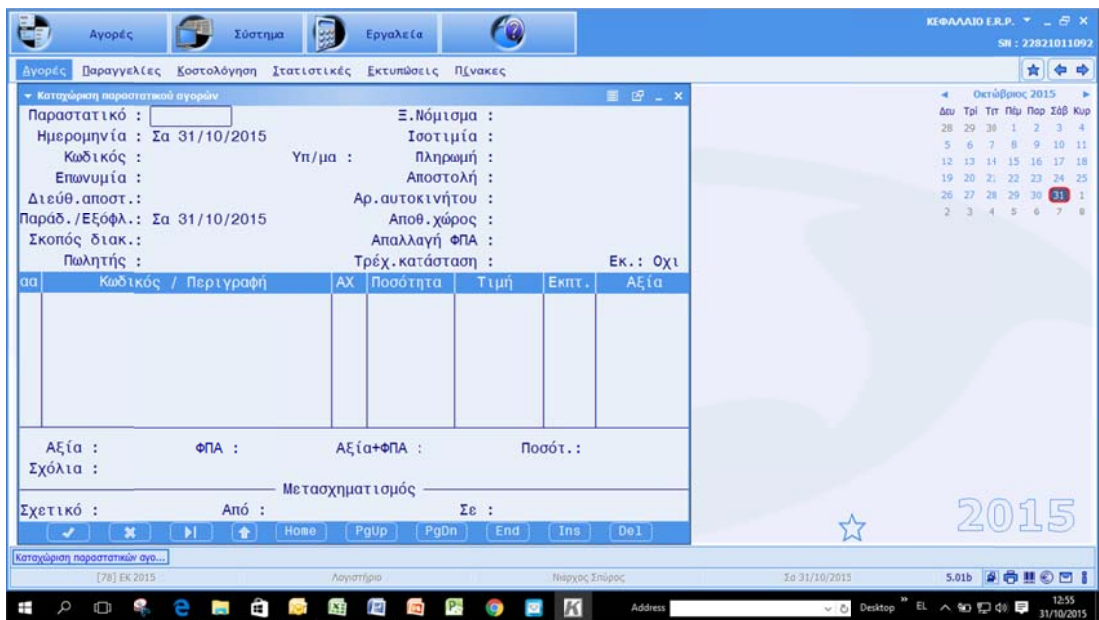 Αγορές Σύστημα Εργαλεία
ΚΕΦΑΛΑΙΟ E.R.P.
SN : 22821011092
Αγορές Παραγγελίες Κοστολόγηση Στατιστικές Εκτυπώσεις Πίνακες
Καταχώριση παραστατικού αγορών
Παραστατικό : Ξ.Νόμισμα :
Ημερομηνία : Σα 31/10/2015 Ισοτιμία :
Κωδικός : Υπ/μα : Πληρωμή :
Επωνυμία : Αποστολή :
Διεύθ.αποστ.: Αρ.αυτοκινήτου :
Παράδ./Εξόφλ.: Σα 31/10/2015 Αποθ.χώρος :
Σκοπός διακ.: Απαλλαγή ΦΠΑ :
Πωλητής : Τρέχ.κατάσταση : Εκ.: Οχι
αα Κωδικός / Περιγραφή ΑΧ Ποσότητα Τιμή Εκπτ. Αξία
Αξία : ΦΠΑ : Αξία+ΦΠΑ : Ποσότ.:
Σχόλια :
Μετασχηματισμός
Σχετικό : Από : Σε :
Home PgUp PgDn End Ins Del
Οκτώβριος 2015
Δευ Τρί Τετ Πέμ Παρ Σάβ Κυρ
28 29 30 1 2 3 4
5 6 7 8 9 10 11
12 13 14 15 16 17 18
19 20 21 22 23 24 25
26 27 28 29 30 31 1
2 3 4 5 6 7 8
2015
Καταχώριση παραστατικών αγο...
[78] ΕΚ 2015 Λογιστήριο Νιάρχος Σπύρος Σα 31/10/2015 5.01b
Address Desktop EL 12:55
31/10/2015